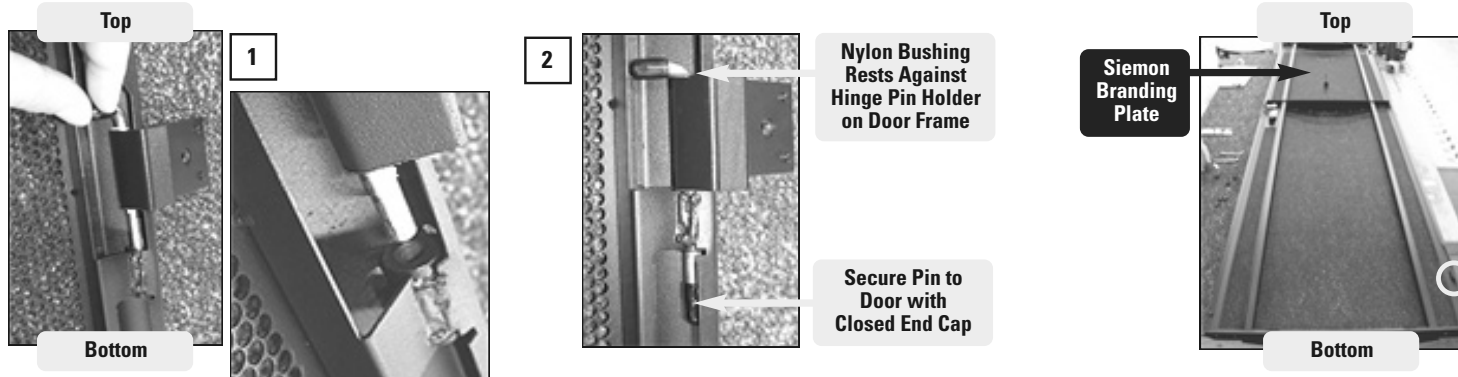 Top
Bottom
1
2
Nylon Bushing
Rests Against
Hinge Pin Holder
on Door Frame
Secure Pin to
Door with
Closed End Cap
Top
Siemon
Branding
Plate
Bottom